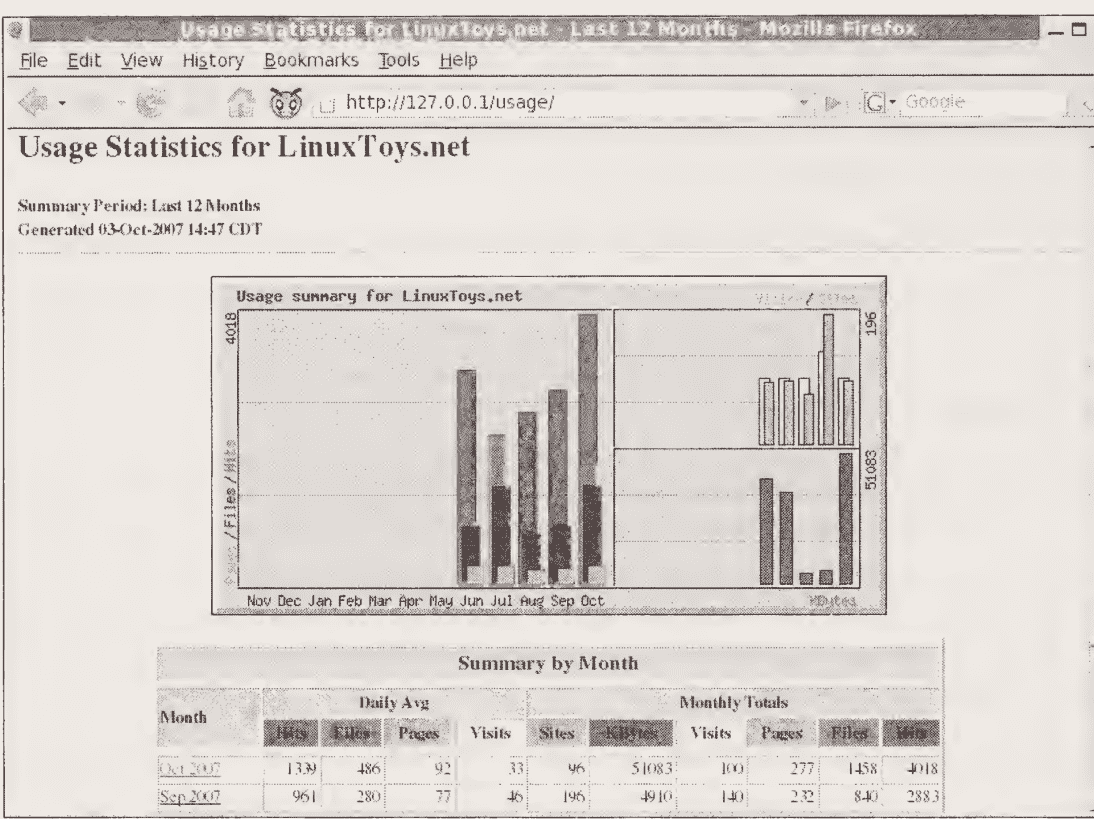 Usage Statistics for LinuxToys.net - Last 12 Months - Mozilla Firefox
File Edit View History Bookmarks Tools Help
http://127.0.0.1/usage/
G Google
Usage Statistics for LinuxToys.net
Summary Period: Last 12 Months
Generated 03-Oct-2007 14:47 CDT
Usage summary for LinuxToys.net
Visits / Sites
4018
196
Pages / Files / Hits
51083
Nov Dec Jan Feb Mar Apr May Jun Jul Aug Sep Oct
KBytes
Summary by Month
Month Daily Avg Monthly Totals
Hits Files Pages Visits Sites KBytes Visits Pages Files Hits
Oct 2007 1339 486 92 33 96 51083 100 277 1458 4018
Sep 2007 961 280 77 46 196 4910 140 232 840 2883